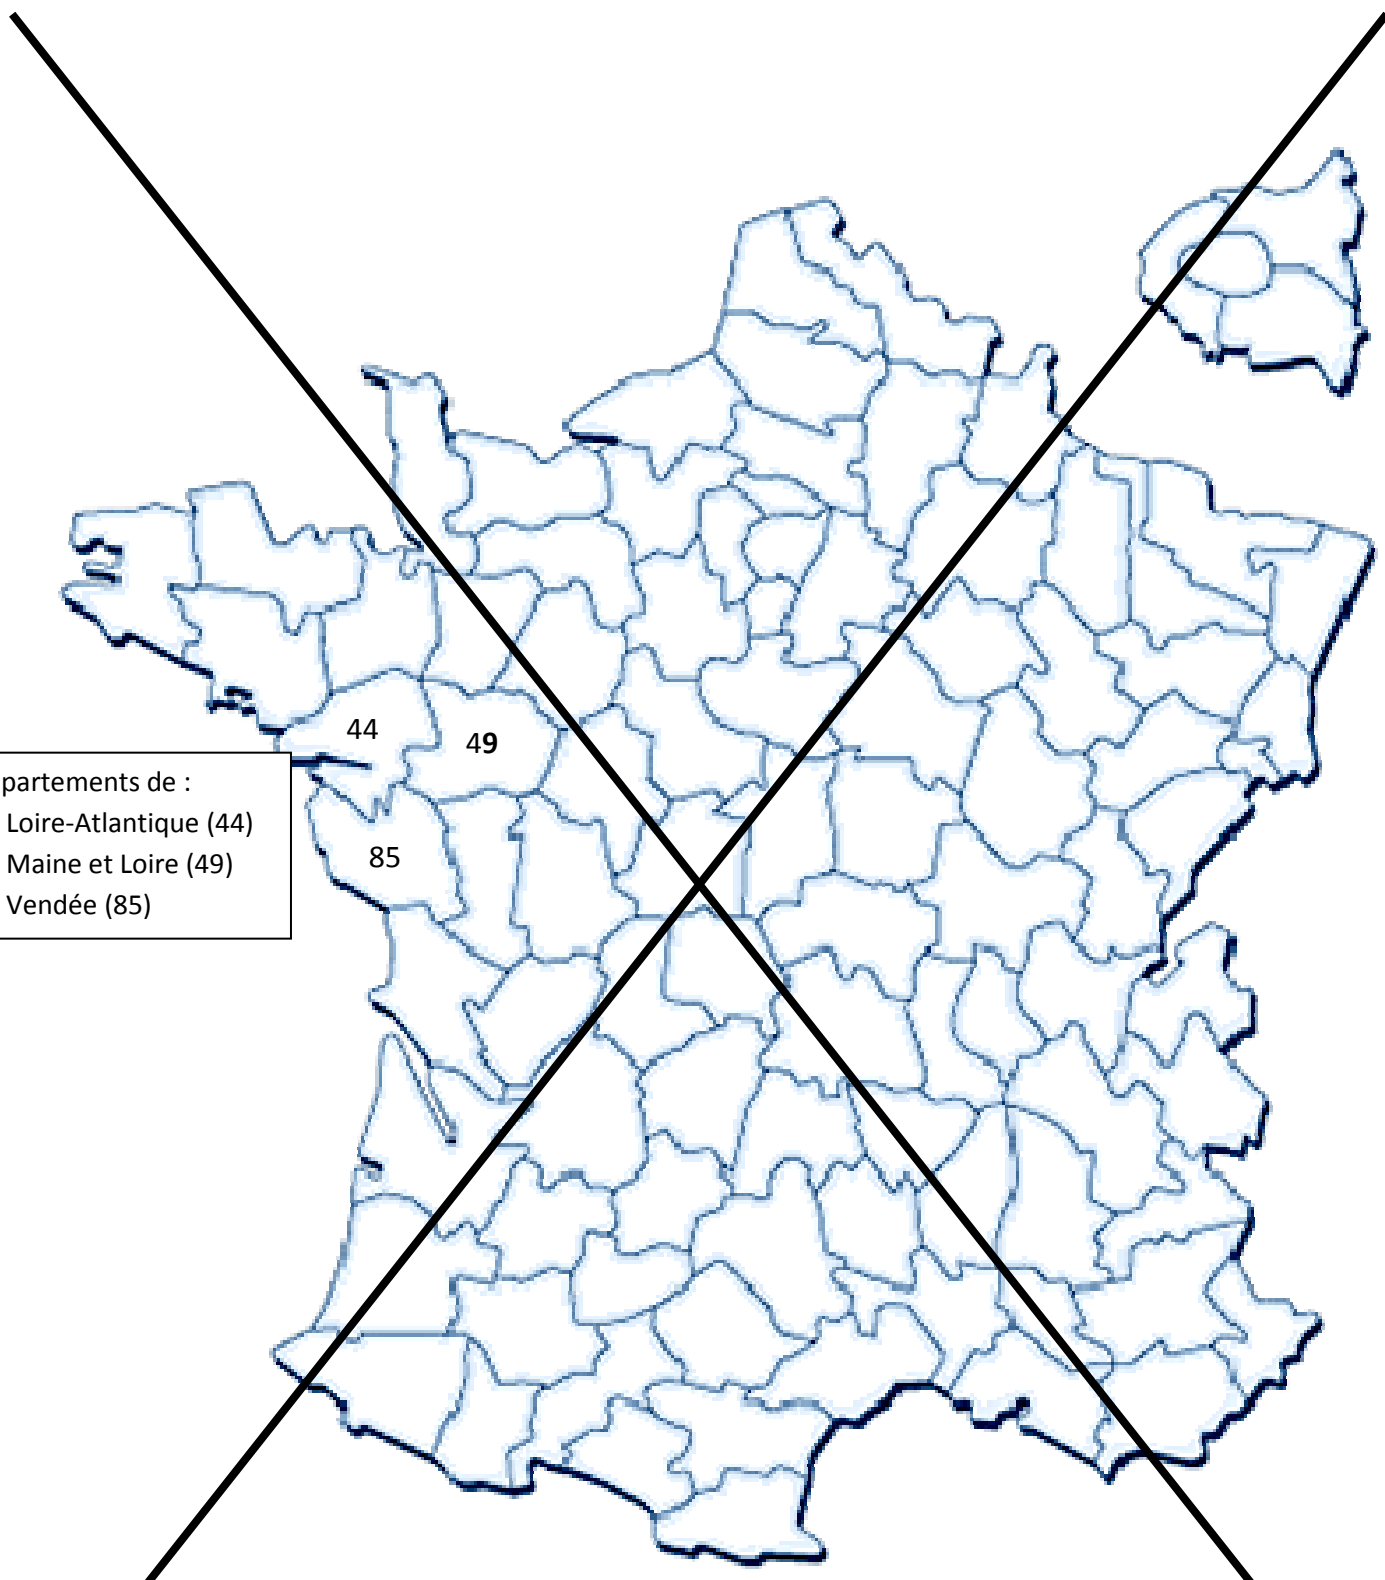 44
49
partements de :
Loire-Atlantique (44)
Maine et Loire (49)
Vendée (85)
85